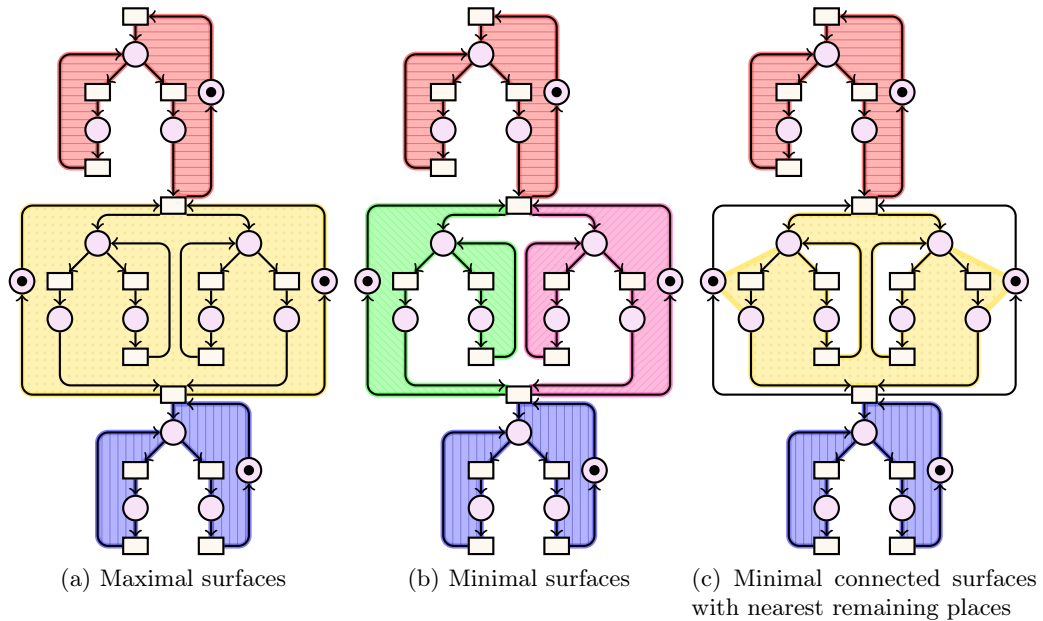 (a) Maximal surfaces
(b) Minimal surfaces
(c) Minimal connected surfaces
with nearest remaining places